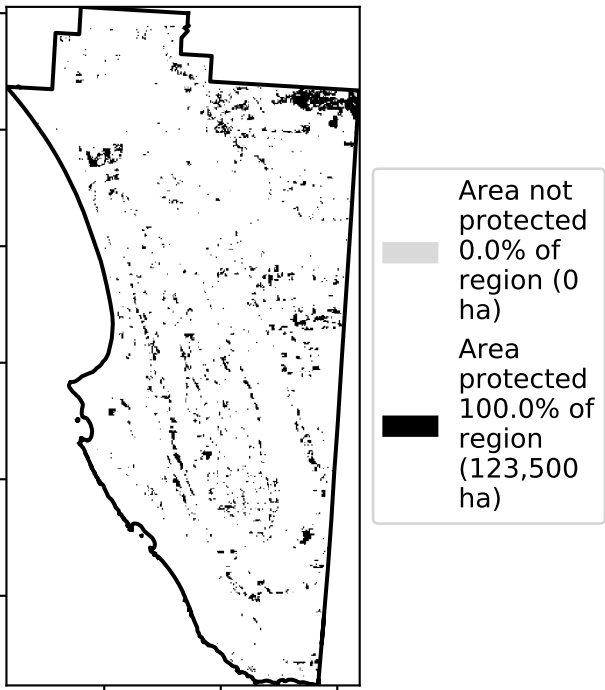 Area not
protected
0.0% of
region (0
ha)
Area
protected
100.0% of
region
(123,500
ha)